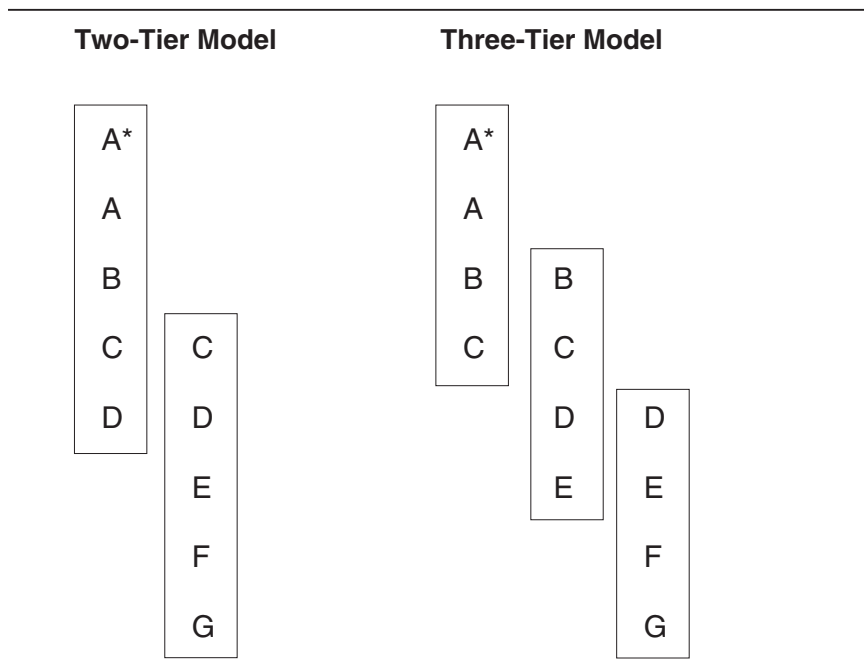 Two-Tier Model Three-Tier Model
A* A*
A A
B B B
C C C C
D D D D
E E E
F F
G G